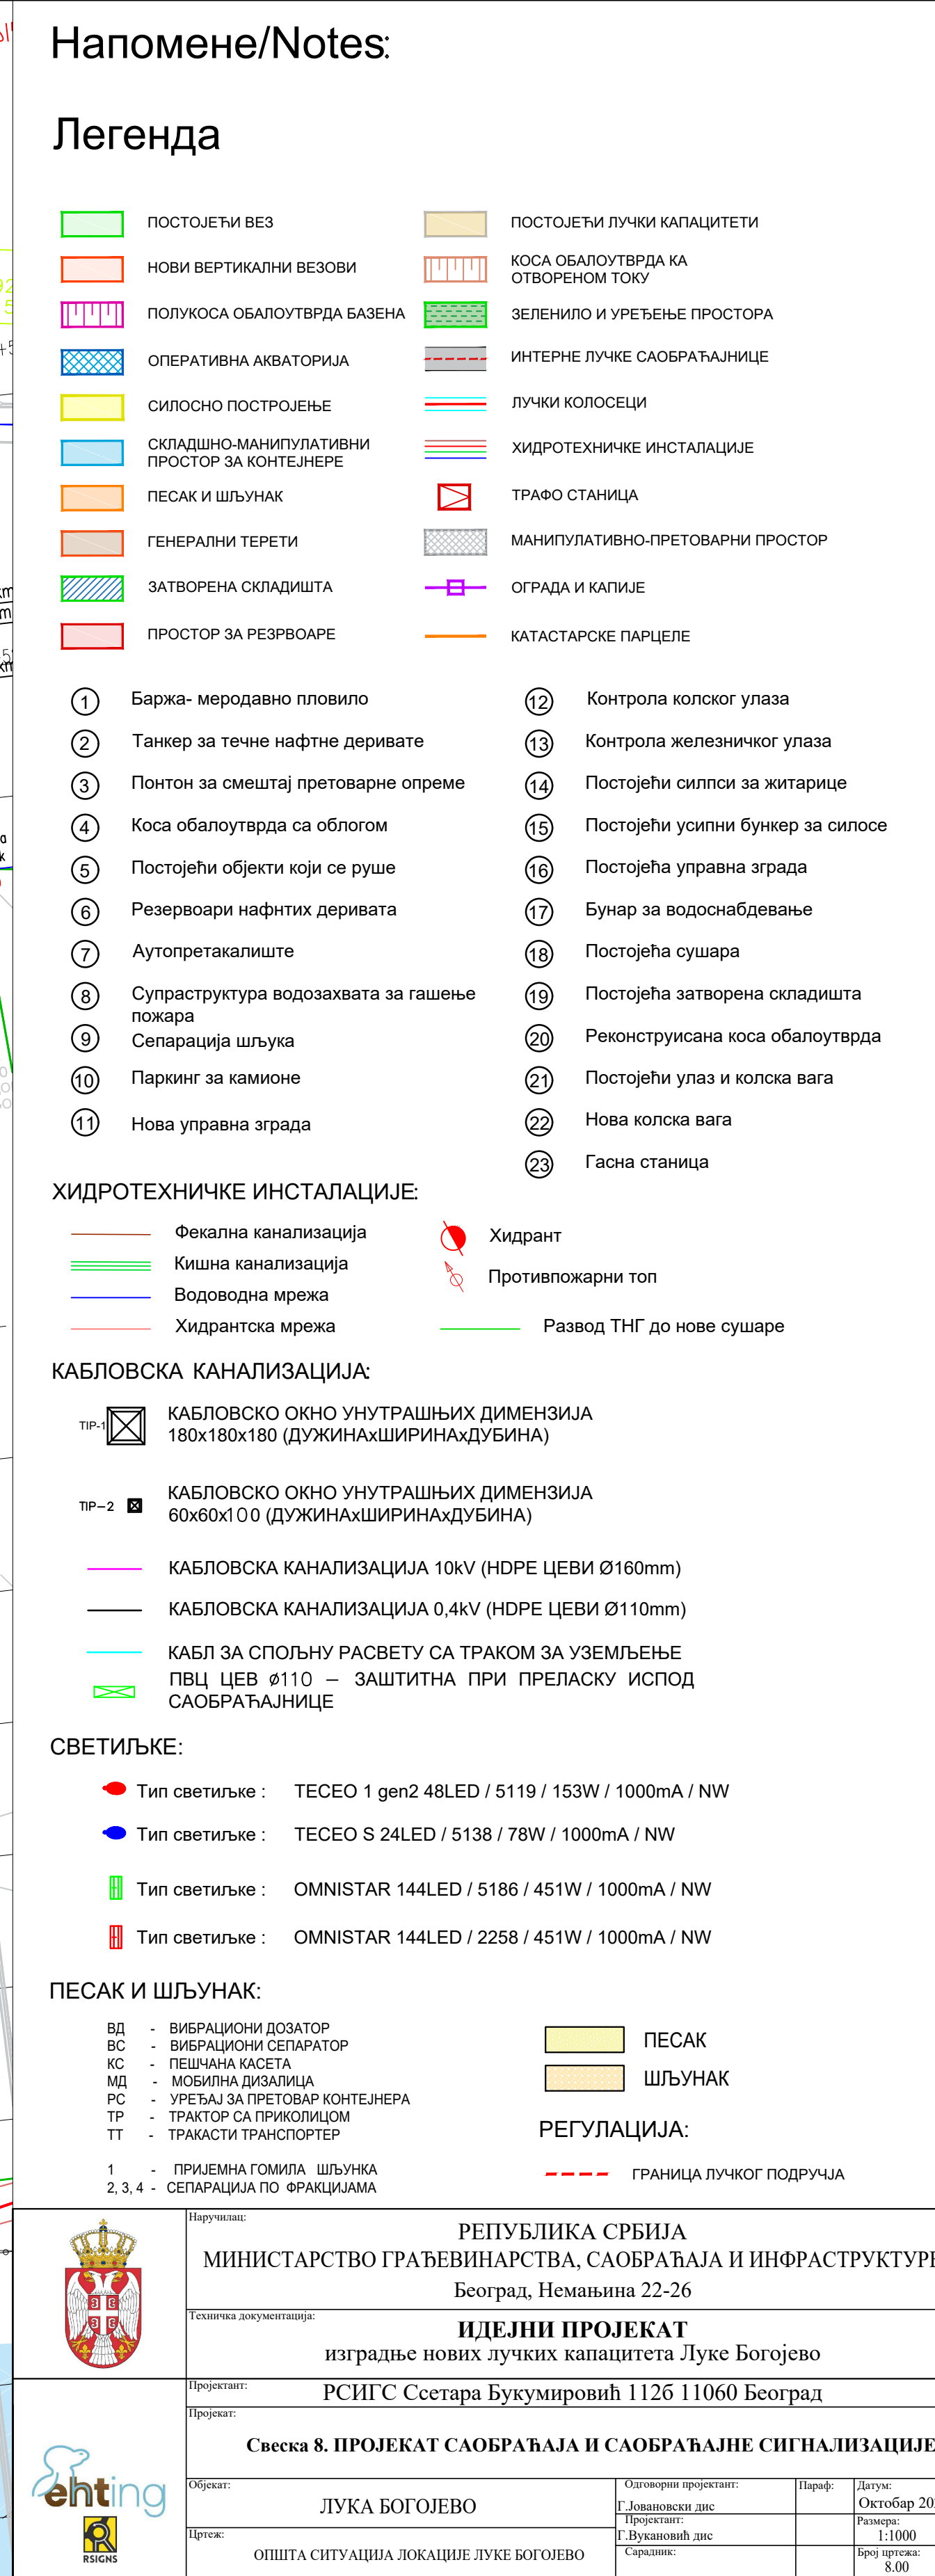 Напомене/Notes:
Легенда
ПОСТОЈЕЋИ ВЕЗ
НОВИ ВЕРТИКАЛНИ ВЕЗОВИ
ПОЛУКОСА ОБАЛОУТВРДА БАЗЕНА
ОПЕРАТИВНА АКВАТОРИЈА
СИЛОСНО ПОСТРОЈЕЊЕ
СКЛАДШНО-МАНИПУЛАТИВНИ
ПРОСТОР ЗА КОНТЕЈНЕРЕ
ПЕСАК И ШЉУНАК
ГЕНЕРАЛНИ ТЕРЕТИ
ЗАТВОРЕНА СКЛАДИШТА
ПРОСТОР ЗА РЕЗРВОАРЕ
ПОСТОЈЕЋИ ЛУЧКИ КАПАЦИТЕТИ
КОСА ОБАЛОУТВРДА КА
ОТВОРЕНОМ ТОКУ
ЗЕЛЕНИЛО И УРЕЂЕЊЕ ПРОСТОРА
ИНТЕРНЕ ЛУЧКЕ САОБРАЋАЈНИЦЕ
ЛУЧКИ КОЛОСЕЦИ
ХИДРОТЕХНИЧКЕ ИНСТАЛАЦИЈЕ
ТРАФО СТАНИЦА
МАНИПУЛАТИВНО-ПРЕТОВАРНИ ПРОСТОР
ОГРАДА И КАПИЈЕ
КАТАСТАРСКЕ ПАРЦЕЛЕ
1 Баржа- меродавно пловило
2 Танкер за течне нафтне деривате
3 Понтон за смештај претоварне опреме
4 Коса обалоутврда са облогом
5 Постојећи објекти који се руше
6 Резервоари нафнтих деривата
7 Аутопретакалиште
8 Супраструктура водозахвата за гашење
пожара
9 Сепарација шљука
10 Паркинг за камионе
11 Нова управна зграда
12 Контрола колског улаза
13 Контрола железничког улаза
14 Постојећи силпси за житарице
15 Постојећи усипни бункер за силосе
16 Постојећа управна зграда
17 Бунар за водоснабдевање
18 Постојећа сушара
19 Постојећа затворена складишта
20 Реконструисана коса обалоутврда
21 Постојећи улаз и колска вага
22 Нова колска вага
23 Гасна станица
ХИДРОТЕХНИЧКЕ ИНСТАЛАЦИЈЕ:
Фекална канализација
Кишна канализација
Водоводна мрежа
Хидрантска мрежа
Хидрант
Противпожарни топ
Развод ТНГ до нове сушаре
КАБЛОВСКА КАНАЛИЗАЦИЈА:
TIP-1 КАБЛОВСКО ОКНО УНУТРАШЊИХ ДИМЕНЗИЈА
180x180x180 (ДУЖИНАxШИРИНАxДУБИНА)
TIP-2 КАБЛОВСКО ОКНО УНУТРАШЊИХ ДИМЕНЗИЈА
60x60x100 (ДУЖИНАxШИРИНАxДУБИНА)
КАБЛОВСКА КАНАЛИЗАЦИЈА 10kV (HDPE ЦЕВИ Ø160mm)
КАБЛОВСКА КАНАЛИЗАЦИЈА 0,4kV (HDPE ЦЕВИ Ø110mm)
КАБЛ ЗА СПОЉНУ РАСВЕТУ СА ТРАКОМ ЗА УЗЕМЉЕЊЕ
ПВЦ ЦЕВ ø110 – ЗАШТИТНА ПРИ ПРЕЛАСКУ ИСПОД
САОБРАЋАЈНИЦЕ
СВЕТИЉКЕ:
Тип светиљке : TECEO 1 gen2 48LED / 5119 / 153W / 1000mA / NW
Тип светиљке : TECEO S 24LED / 5138 / 78W / 1000mA / NW
Тип светиљке : OMNISTAR 144LED / 5186 / 451W / 1000mA / NW
Тип светиљке : OMNISTAR 144LED / 2258 / 451W / 1000mA / NW
ПЕСАК И ШЉУНАК:
ВД - ВИБРАЦИОНИ ДОЗАТОР
ВС - ВИБРАЦИОНИ СЕПАРАТОР
КС - ПЕШЧАНА КАСЕТА
МД - МОБИЛНА ДИЗАЛИЦА
РС - УРЕЂАЈ ЗА ПРЕТОВАР КОНТЕЈНЕРА
ТР - ТРАКТОР СА ПРИКОЛИЦОМ
ТТ - ТРАКАСТИ ТРАНСПОРТЕР
1 - ПРИЈЕМНА ГОМИЛА ШЉУНКА
2, 3, 4 - СЕПАРАЦИЈА ПО ФРАКЦИЈАМА
ПЕСАК
ШЉУНАК
РЕГУЛАЦИЈА:
ГРАНИЦА ЛУЧКОГ ПОДРУЧЈА
Наручилац:
РЕПУБЛИКА СРБИЈА
МИНИСТАРСТВО ГРАЂЕВИНАРСТВА, САОБРАЋАЈА И ИНФРАСТРУКТУРЕ
Београд, Немањина 22-26
Техничка документација:
ИДЕЈНИ ПРОЈЕКАТ
изградње нових лучких капацитета Луке Богојево
Пројектант:
РСИГС Ссетара Букумировић 112б 11060 Београд
Пројекат:
Свеска 8. ПРОЈЕКАТ САОБРАЋАЈА И САОБРАЋАЈНЕ СИГНАЛИЗАЦИЈЕ
ehting
RSIGNS
Објекат:
ЛУКА БОГОЈЕВО
Цртеж:
ОПШТА СИТУАЦИЈА ЛОКАЦИЈЕ ЛУКЕ БОГОЈЕВО
Одговорни пројектант:
Г.Јовановски дис
Пројектант:
Г.Вукановић дис
Сарадник:
Параф:
Датум:
Октобар 20
Размера:
1:1000
Број цртежа:
8.00